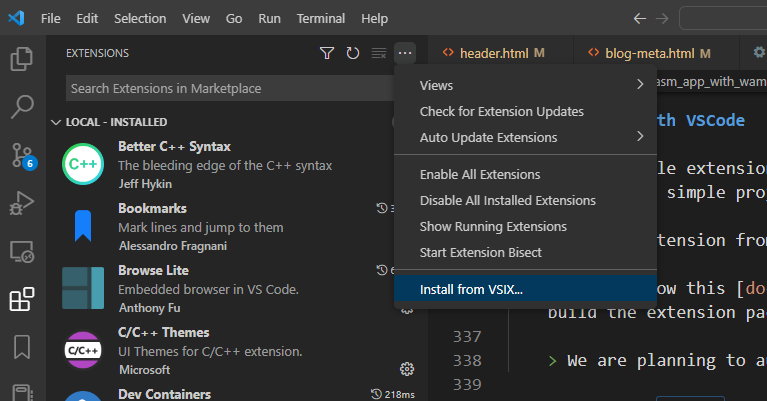 File Edit Selection View Go Run Terminal Help
EXTENSIONS
header.html M
blog-meta.html M
Search Extensions in Marketplace
asm_app_with_wam
LOCAL - INSTALLED
Views
Check for Extension Updates
Auto Update Extensions
Enable All Extensions
Disable All Installed Extensions
Show Running Extensions
Start Extension Bisect
Install from VSIX...
C++
Better C++ Syntax
The bleeding edge of the C++ syntax
Jeff Hykin
6
Bookmarks
Mark lines and jump to them
Alessandro Fragnani
Browse Lite
Embedded browser in VS Code.
Anthony Fu
C/C++
C/C++ Themes
UI Themes for C/C++ extension.
Microsoft
Dev Containers
218ms
th VSCode
le extension
simple pro
tension from
ow this [do
build the extension pa
337
338 > We are planning to a
339